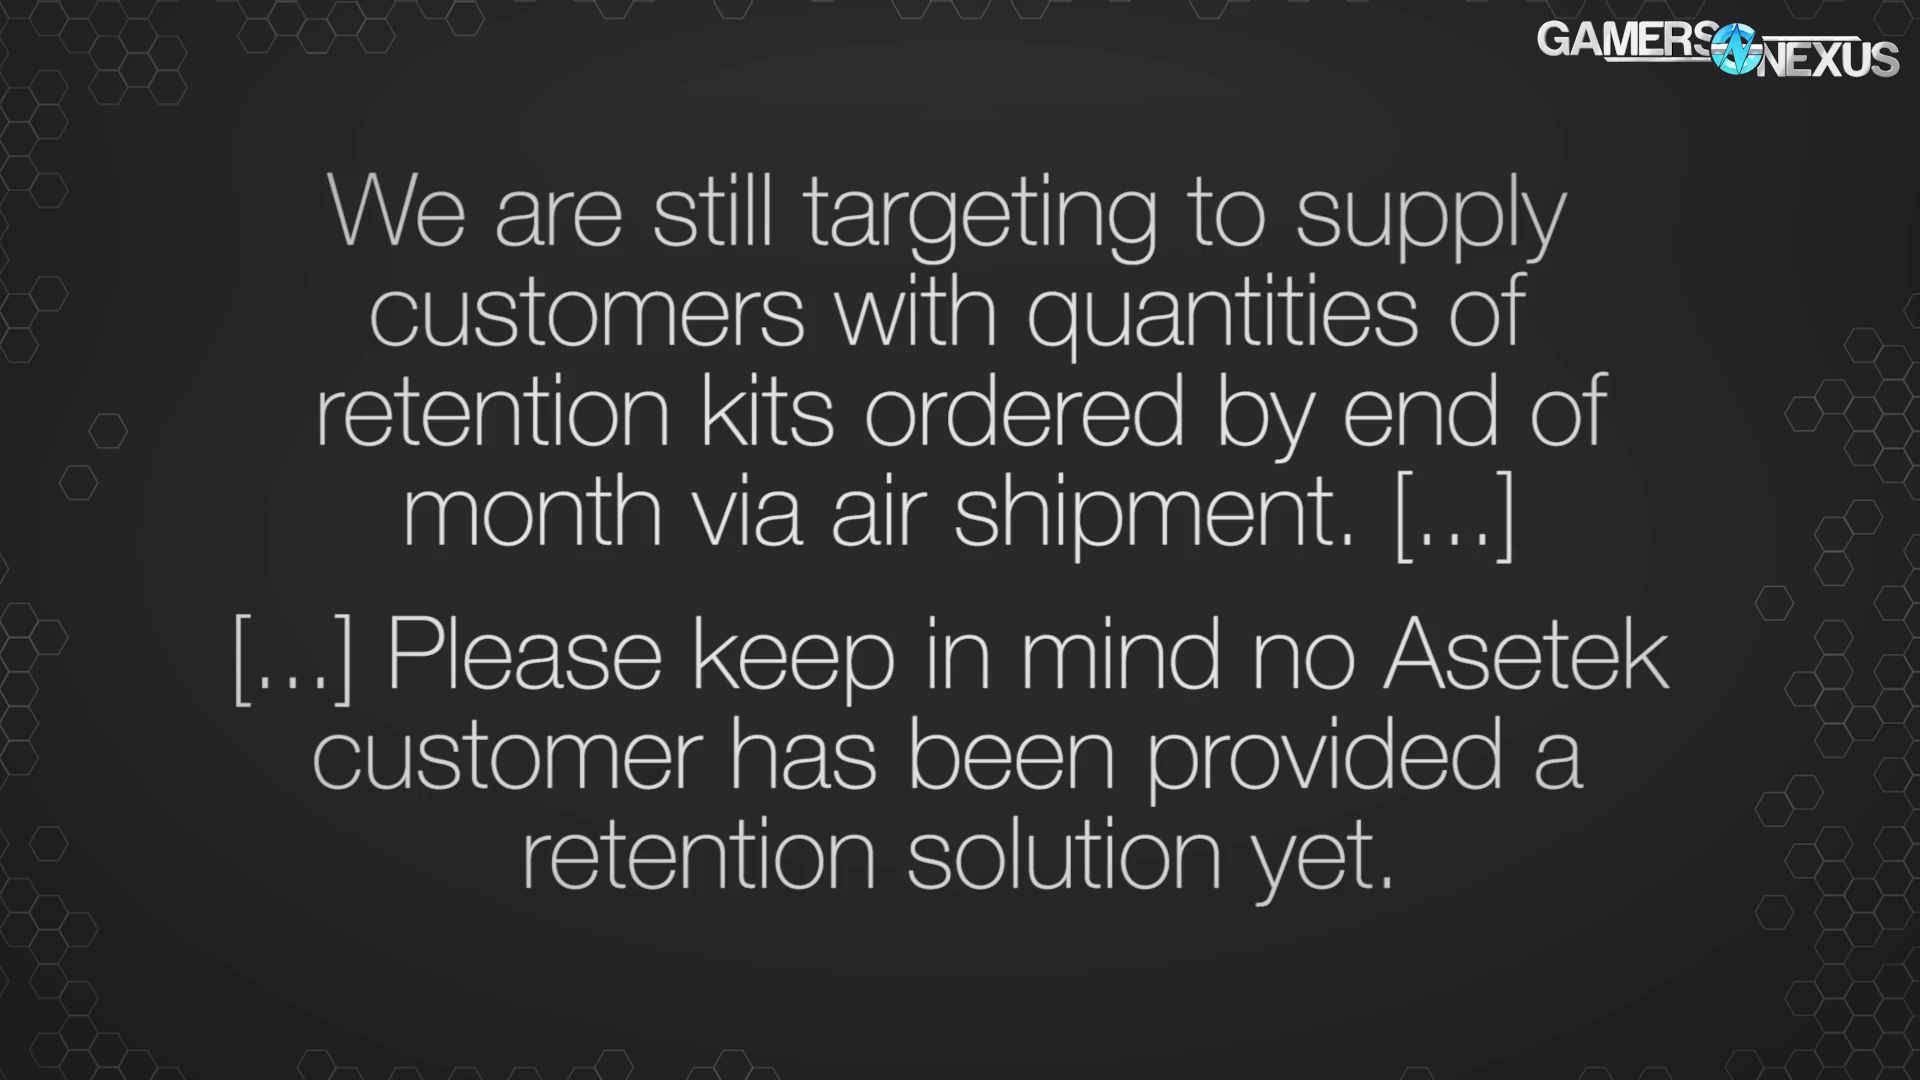 GAMERS NEXUS
We are still targeting to supply
customers with quantities of
retention kits ordered by end of
month via air shipment. [...]
[...] Please keep in mind no Asetek
customer has been provided a
retention solution yet.